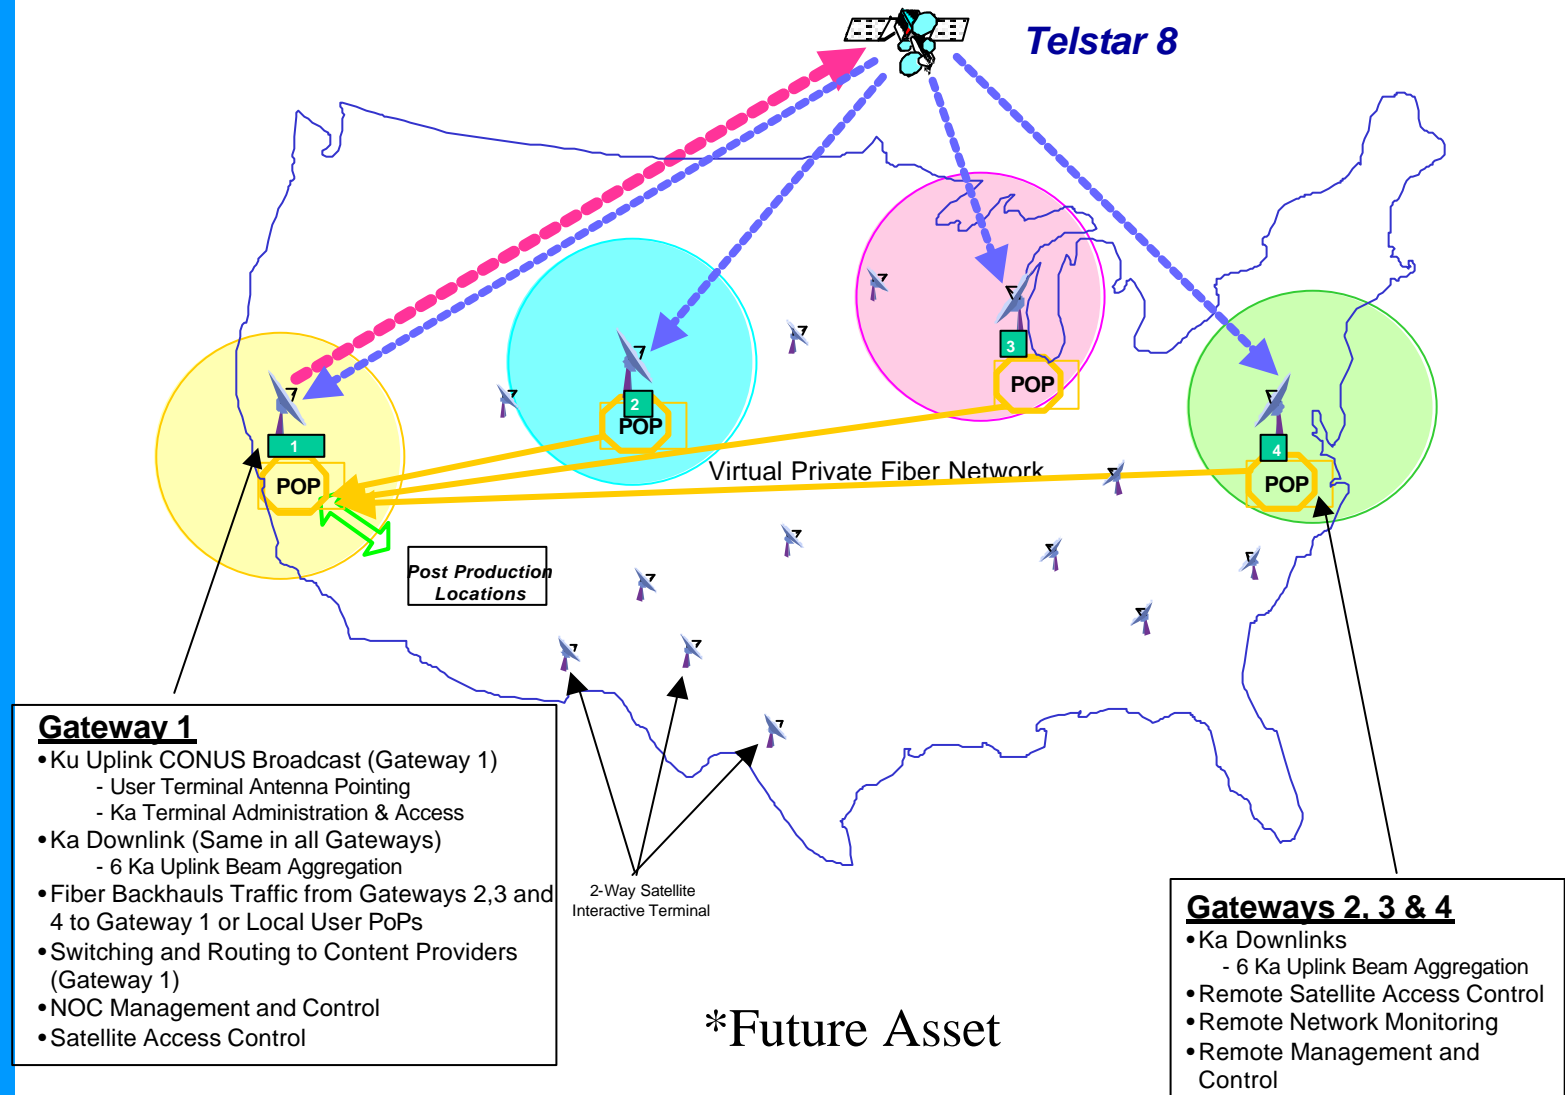 Telstar 8
3
2
POP
POP
1
4
Virtual Private Fiber Network
POP
POP
Post Production
Locations
Gateway 1
•Ku Uplink CONUS Broadcast (Gateway 1)
- User Terminal Antenna Pointing
- Ka Terminal Administration & Access
•Ka Downlink (Same in all Gateways)
- 6 Ka Uplink Beam Aggregation
•Fiber Backhauls Traffic from Gateways 2,3 and
4 to Gateway 1 or Local User PoPs
•Switching and Routing to Content Providers
(Gateway 1)
•NOC Management and Control
•Satellite Access Control
2-Way Satellite
Interactive Terminal
Gateways 2, 3 & 4
•Ka Downlinks
- 6 Ka Uplink Beam Aggregation
•Remote Satellite Access Control
•Remote Network Monitoring
•Remote Management and
Control
*Future Asset